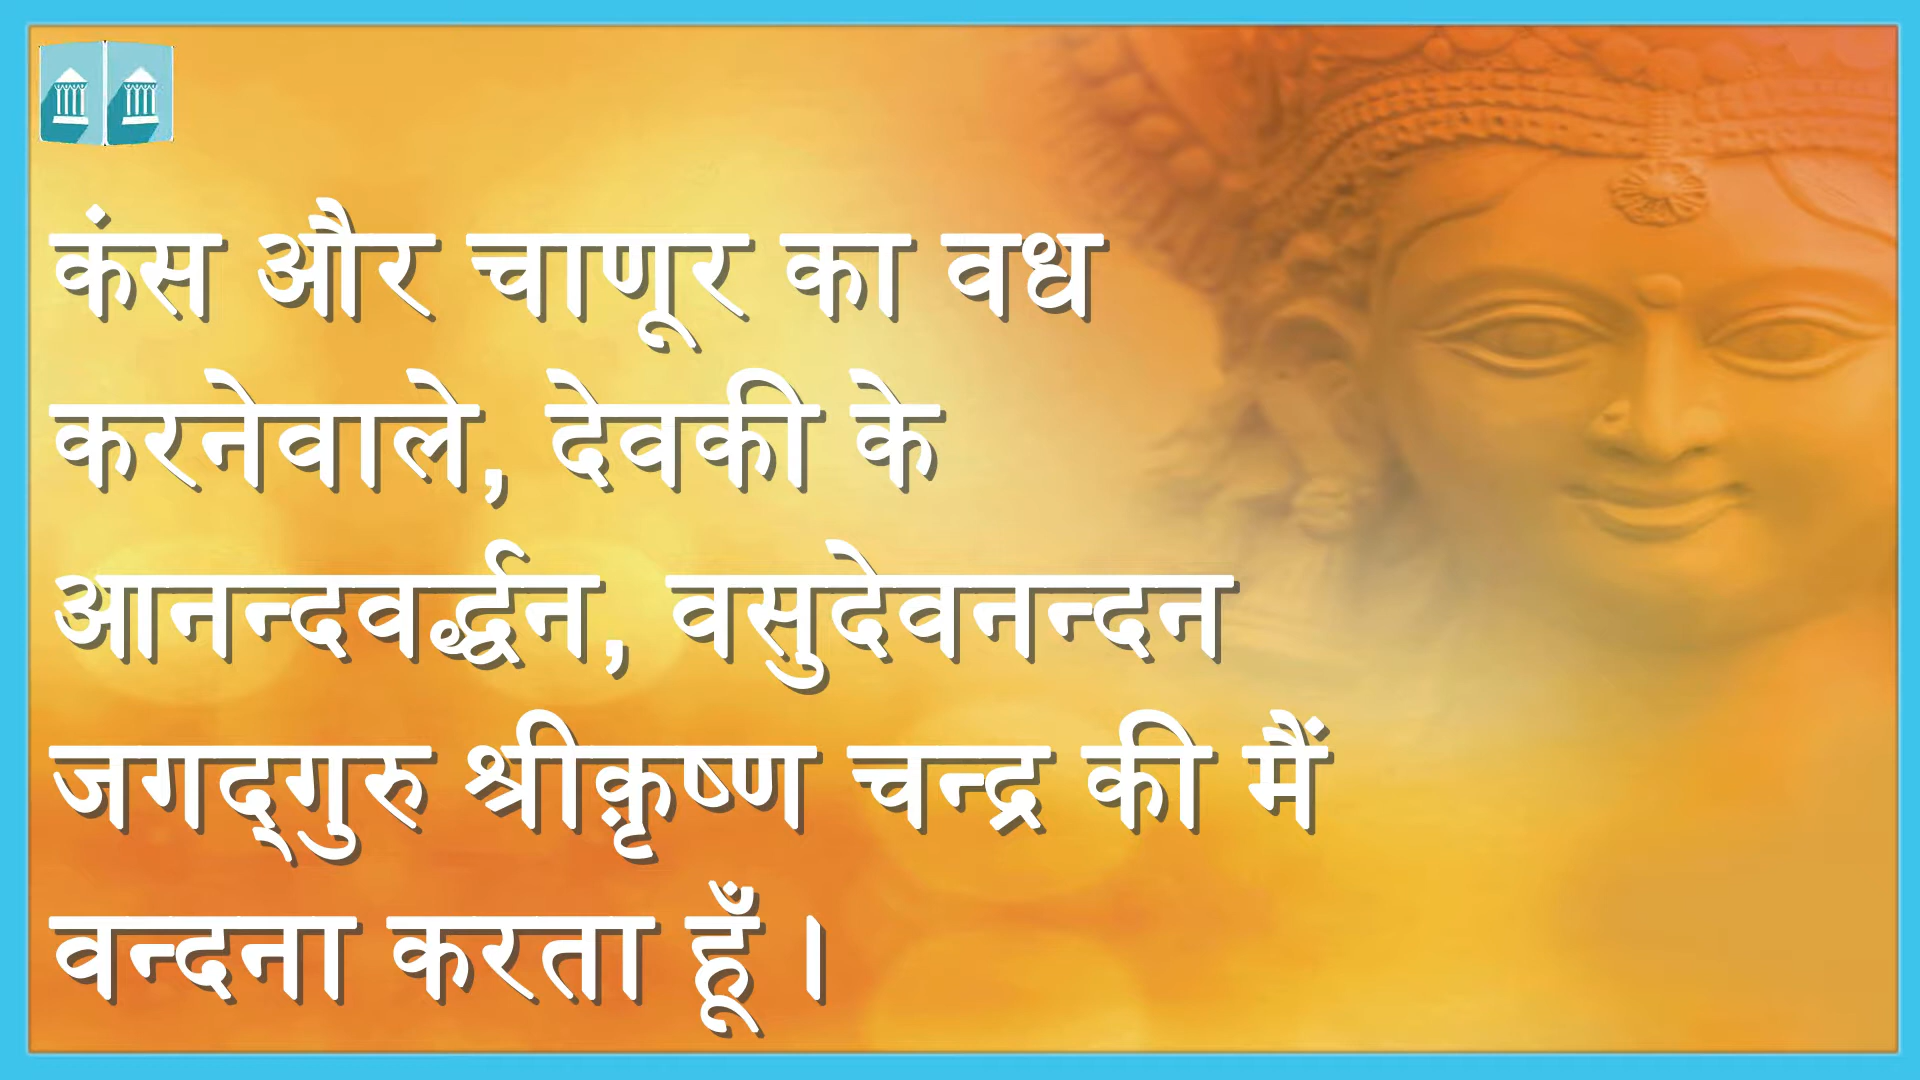 कंस और चाणूर का वध
करनेवाले, देवकी के
आनन्दवर्द्धन, वसुदेवनन्दन
जगद्‌गुरु श्रीक़ृष्ण चन्द्र की मैं
वन्दना करता हूँ ।